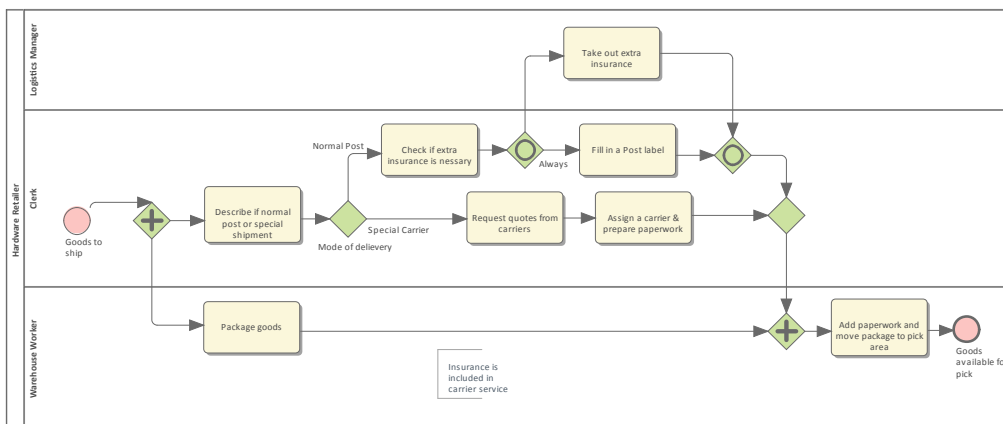 Hardware Retailer
Logistics Manager
Take out extra
insurance
Clerk
Normal Post
Check if extra
insurance is nessary
Always
Fill in a Post label
Goods to
ship
Describe if normal
post or special
shipment
Special Carrier
Mode of delievery
Request quotes from
carriers
Assign a carrier &
prepare paperwork
Warehouse Worker
Package goods
Add paperwork and
move package to pick
area
Goods
available fo
pick
Insurance is
included in
carrier service